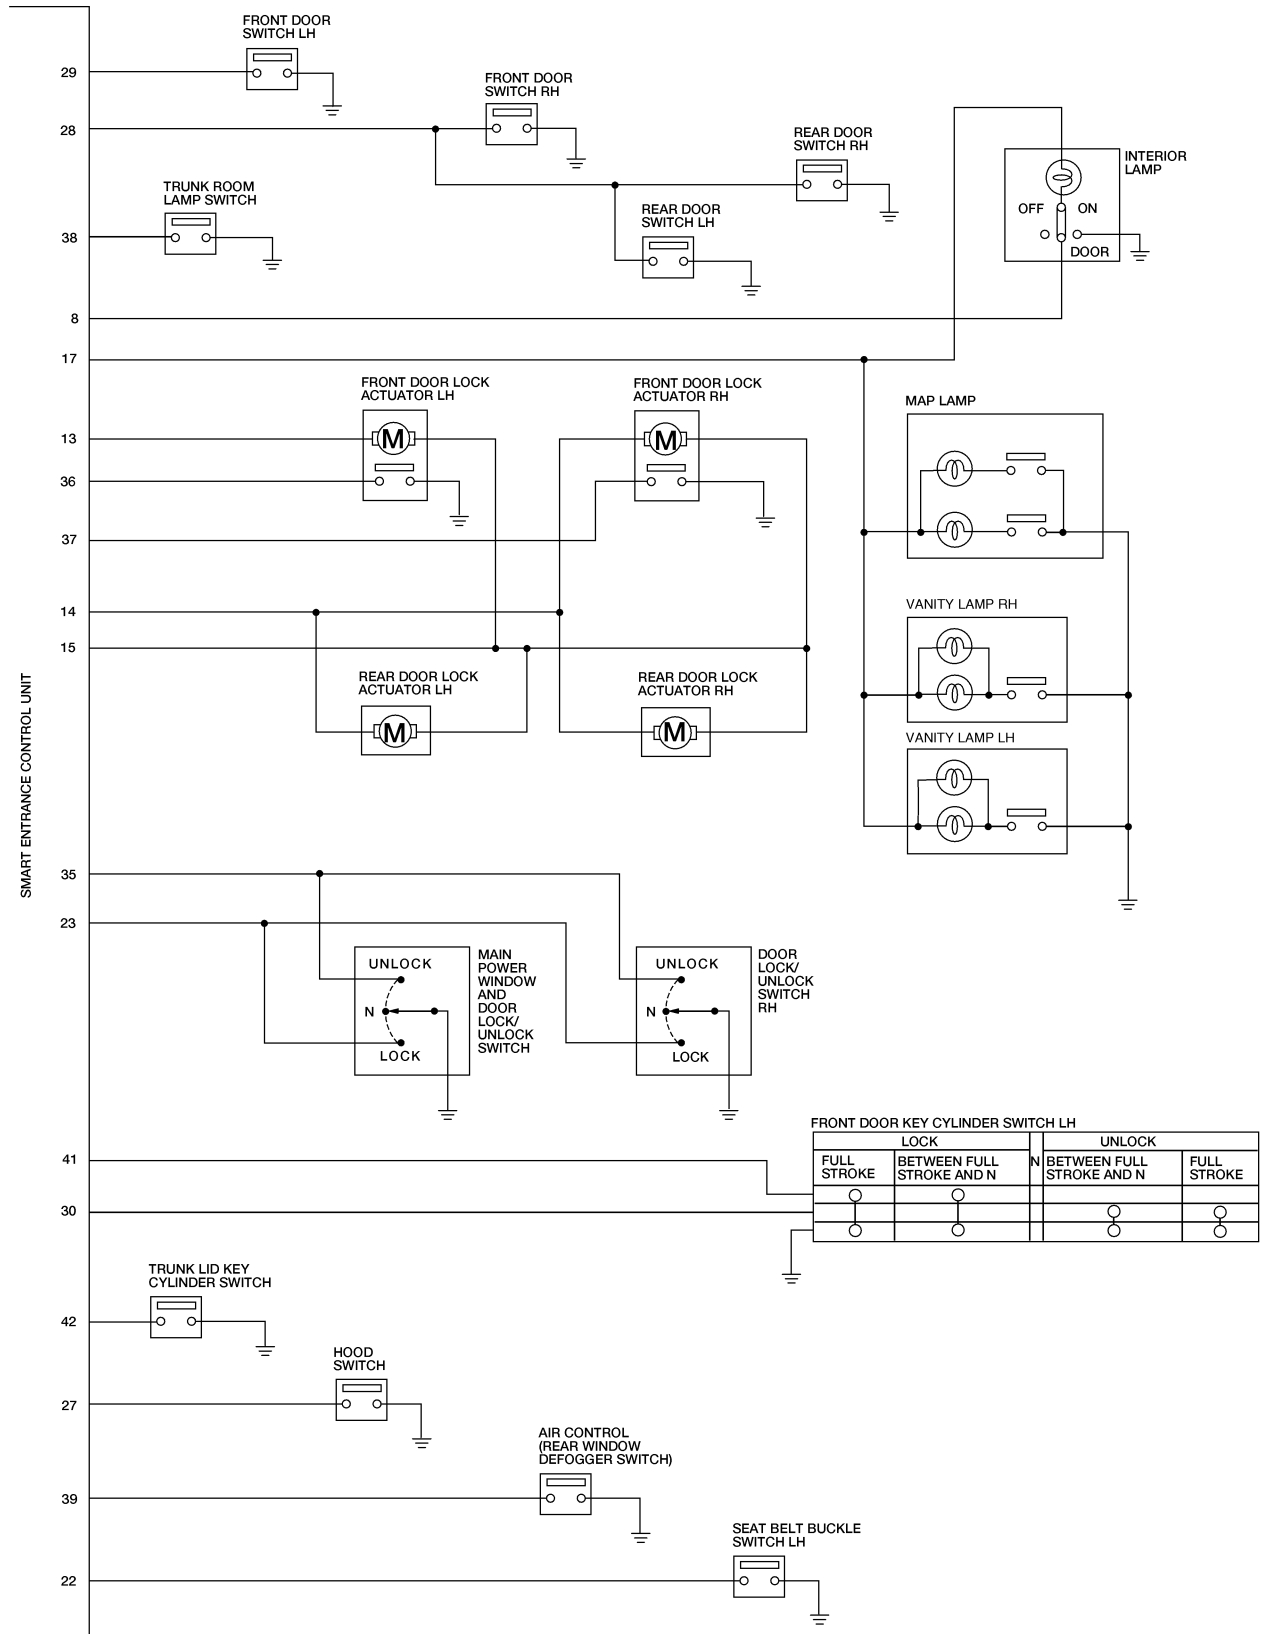 FRONT DOOR
SWITCH LH
29
FRONT DOOR
SWITCH RH
28
REAR DOOR
SWITCH RH
INTERIOR
LAMP
TRUNK ROOM
LAMP SWITCH
REAR DOOR
SWITCH LH
OFF ON
DOOR
38
8
17
FRONT DOOR LOCK
ACTUATOR LH
FRONT DOOR LOCK
ACTUATOR RH
MAP LAMP
13
M
M
36
37
14
VANITY LAMP RH
15
REAR DOOR LOCK
ACTUATOR LH
REAR DOOR LOCK
ACTUATOR RH
M
M
VANITY LAMP LH
SMART ENTRANCE CONTROL UNIT
35
23
UNLOCK
N
LOCK
MAIN
POWER
WINDOW
AND
DOOR
LOCK/
UNLOCK
SWITCH
UNLOCK
N
LOCK
DOOR
LOCK/
UNLOCK
SWITCH
RH
FRONT DOOR KEY CYLINDER SWITCH LH
LOCK UNLOCK
FULL
STROKE
BETWEEN FULL
STROKE AND N
N
BETWEEN FULL
STROKE AND N
FULL
STROKE
41
30
TRUNK LID KEY
CYLINDER SWITCH
42
HOOD
SWITCH
27
AIR CONTROL
(REAR WINDOW
DEFOGGER SWITCH)
39
SEAT BELT BUCKLE
SWITCH LH
22